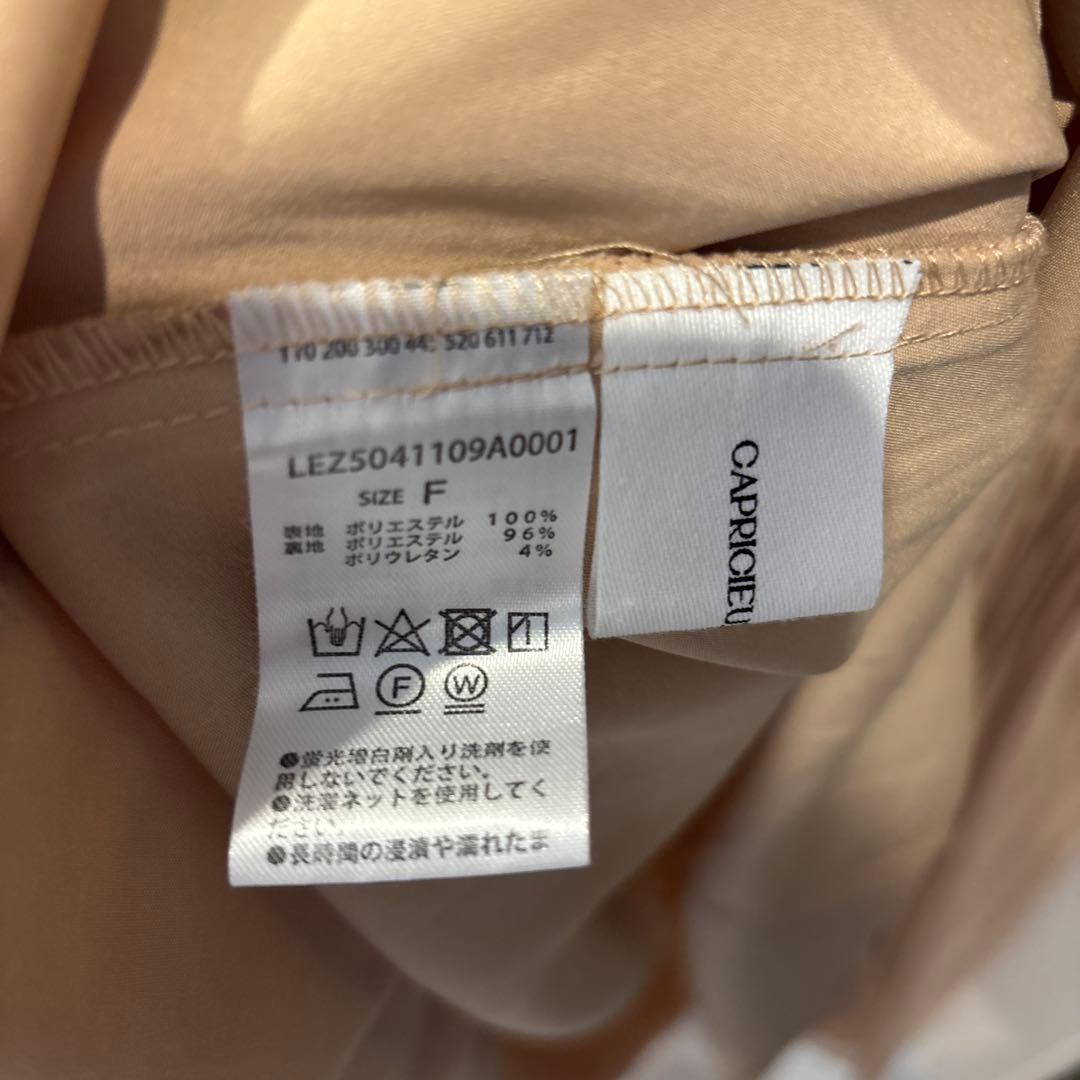 110 200 300 44 520 611 712
LEZ5041109A0001
SIZE F
表地 ポリエステル 100%
裏地 ポリエステル 96%
ポリウレタン 4%
F
W
●蛍光増白剤入り洗剤を使
用しないでください。
●洗濯ネットを使用してく
ださい。
●長時間の浸漬や濡れたま
CAPRICIEU